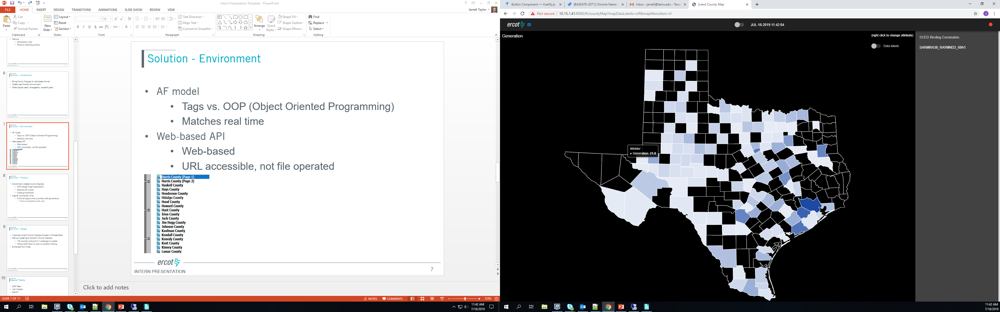 Intern Presentation Template - PowerPoint
FILE HOME INSERT DESIGN TRANSITIONS ANIMATIONS SLIDE SHOW REVIEW VIEW
Jarrett Taylor
Paste
Cut
Copy
Format Painter
Clipboard
New
Slide
Layout
Reset
Section
Slides
18
Font
Paragraph
Text Direction
Align Text
Convert to SmartArt
Arrange
Quick
Styles
Shape Fill
Shape Outline
Shape Effects
Drawing
Find
Replace
Select
Editing
• Tedious
• Move/place units
• Route to data(Tag syntax)
6
Solution - Introduction
• Bring County Displays to web-based format
• Create user-friendly environment
• Make display easily changeable, reusable parts
7
Solution - Environment
• AF model
• Tags vs. OOP (Object Oriented Programming)
• Matches real time
• Web-based API
• Web-based
• URL accessible, not file operated
8
Solution - Product
• Dynamically created county displays
• SPA (Single Page Application)
• Matches AF model
• Existing framework
• Logical vs physical units
• Finds all logical units (counties with generation)
• Finds all substations with units
9
Solution - Recap
• Improved current County Displays housed in Process Book
• Manual Updating to Dynamic County Displays
• 118 counties reduced to 1 webpage to update
• Allows GAD team to work on problem solving
• Enhanced Run times
10
Special Thanks
• GAD Team
• Joel Koepke
• ERCOT
Solution - Environment
• AF model
• Tags vs. OOP (Object Oriented Programming)
• Matches real time
• Web-based API
• Web-based
• URL accessible, not file operated
Harris County (Page 1)
Harris County (Page 2)
Haskell County
Hays County
Henderson County
Hidalgo County
Hood County
Howard County
Hunt County
Irion County
Jack County
Jim Hogg County
Johnson County
Kaufman County
Kendall County
Kenedy County
Kent County
Kinney County
Lamar County
ercot
INTERN PRESENTATION
7
Click to add notes
SLIDE 7 OF 11
NOTES COMMENTS 125%
11:42 AM
7/18/2019
Button Component — Vuetify.js
[BASE476-2071] Chrome Name -
Inbox - jarrett@tamu.edu - Texa
[view] County Map
Not secure | 10.15.1.41:8080/#/countyMap?mapDataLabels=off&mapMenuItem=0
ercot
JUL-18-2019 11:42:04
Generation
(right click to change attribute)
Data labels
SCED Binding Constraints
SARMRA38_RAYMND2_69A1
Winkler
● Generation: 21.8
11:42 AM
7/18/2019